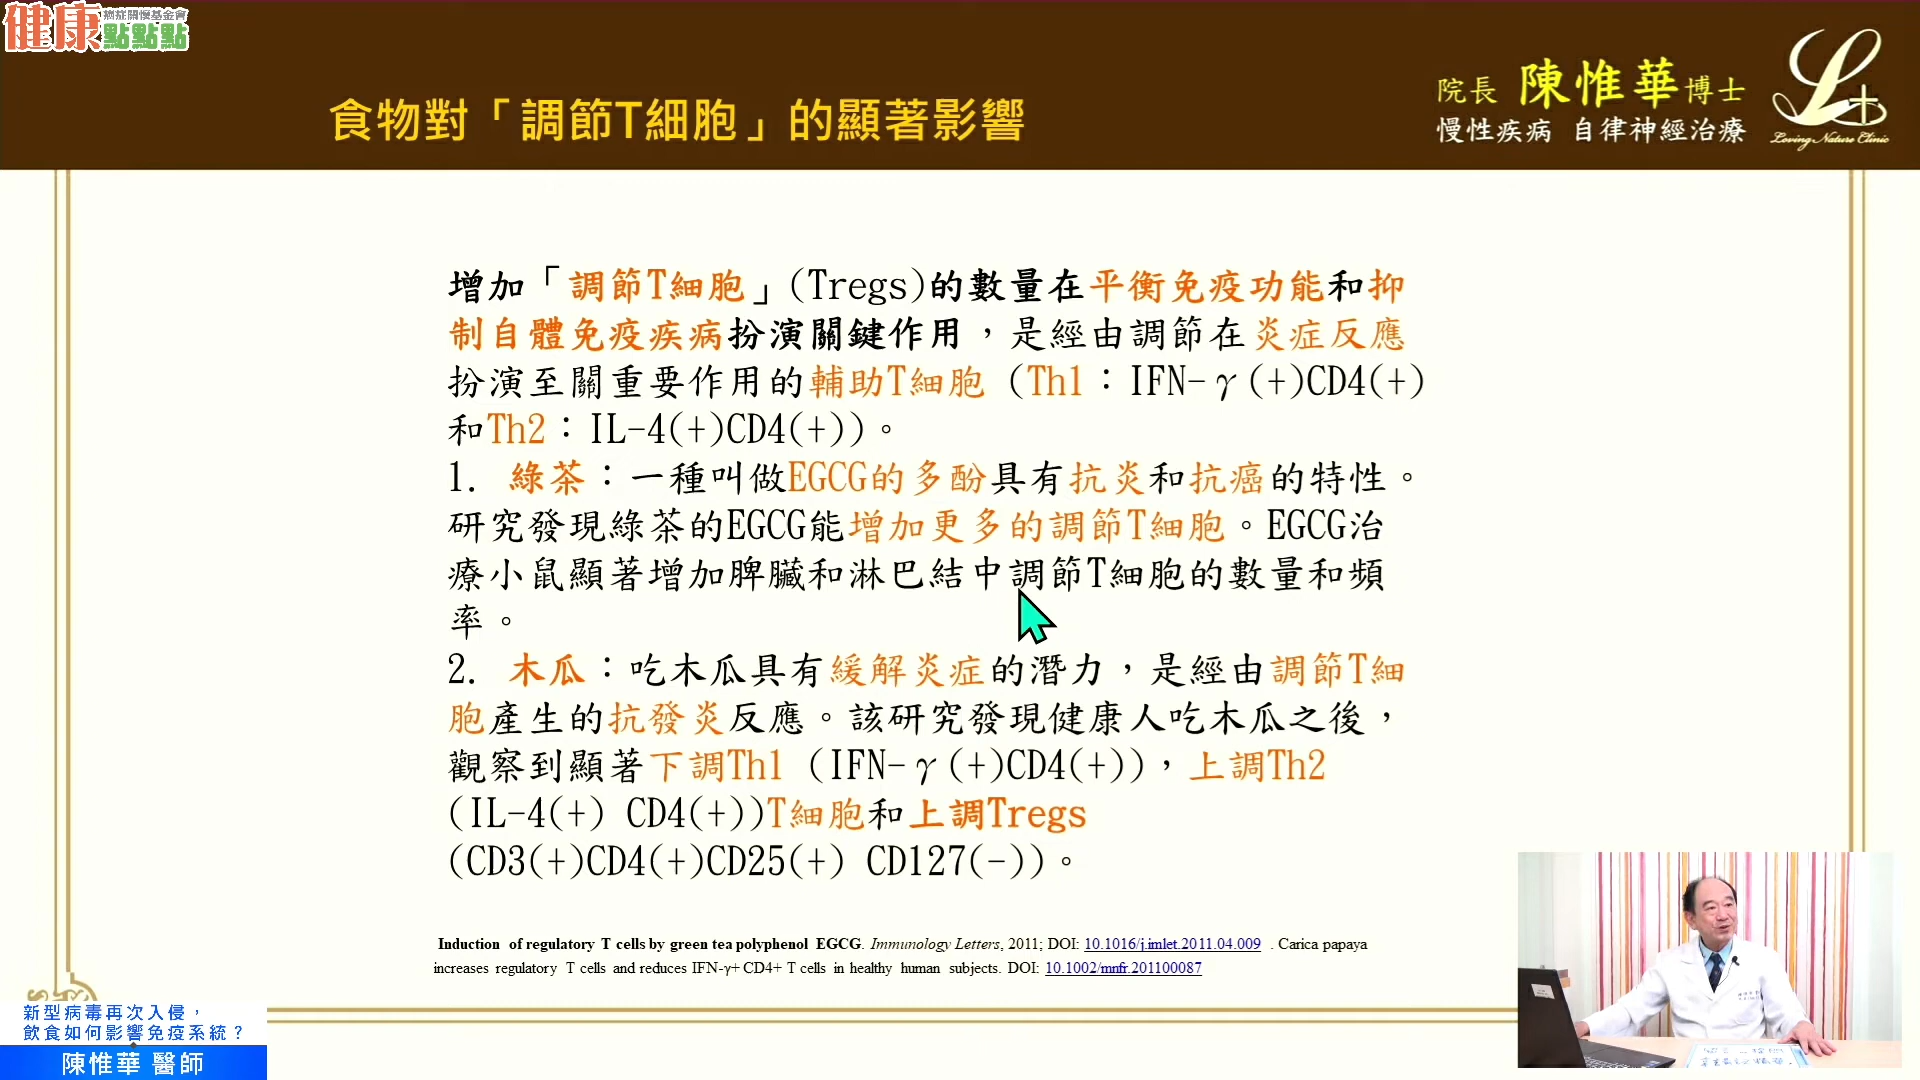 健康
癌症關懷基金會
點點點
食物對「調節T細胞」的顯著影響
院長 陳惟華博士
慢性疾病 自律神經治療
Loving Nature Clinic
增加「調節T細胞」(Tregs)的數量在平衡免疫功能和抑
制自體免疫疾病扮演關鍵作用，是經由調節在炎症反應
扮演至關重要作用的輔助T細胞（Th1：IFN-γ(+)CD4(+)
和Th2：IL-4(+)CD4(+)）。
1. 綠茶：一種叫做EGCG的多酚具有抗炎和抗癌的特性。
研究發現綠茶的EGCG能增加更多的調節T細胞。EGCG治
療小鼠顯著增加脾臟和淋巴結中調節T細胞的數量和頻
率。
2. 木瓜：吃木瓜具有緩解炎症的潛力，是經由調節T細
胞產生的抗發炎反應。該研究發現健康人吃木瓜之後，
觀察到顯著下調Th1（IFN-γ(+)CD4(+)），上調Th2
(IL-4(+) CD4(+))T細胞和上調Tregs
(CD3(+)CD4(+)CD25(+) CD127(-))。
Induction of regulatory T cells by green tea polyphenol EGCG. Immunology Letters, 2011; DOI: 10.1016/j.imlet.2011.04.009 . Carica papaya
increases regulatory T cells and reduces IFN-γ+ CD4+ T cells in healthy human subjects. DOI: 10.1002/mnfr.201100087
新型病毒再次入侵，
飲食如何影響免疫系統？
陳惟華 醫師